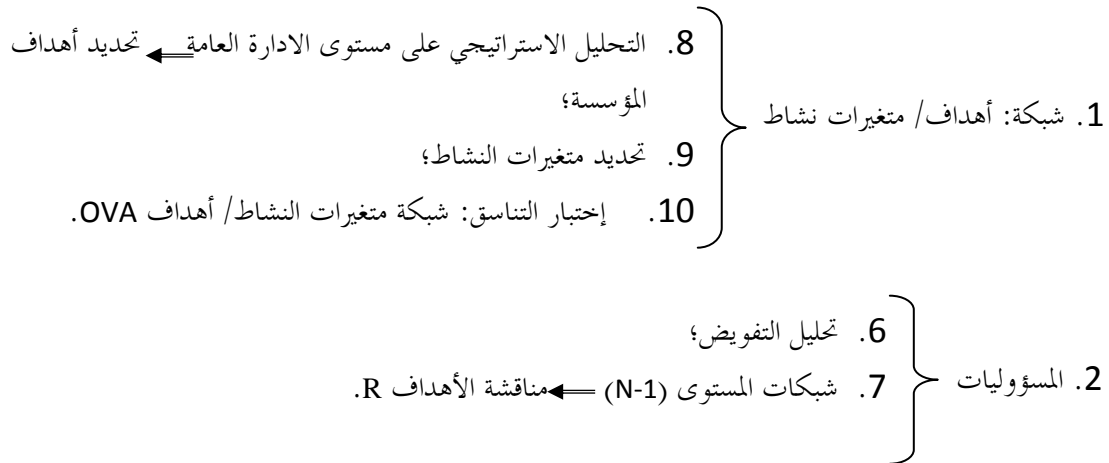 8. التحليل الاستراتيجي على مستوى الادارة العامة ← تحديد أهداف
المؤسسة؛
1. شبكة: أهداف/ متغيرات نشاط
9. تحديد متغيرات النشاط؛
10. إختبار التناسق: شبكة متغيرات النشاط/ أهداف OVA.
6. تحليل التفويض؛
2. المسؤوليات
7. شبكات المستوى (N-1) ← مناقشة الأهداف R.